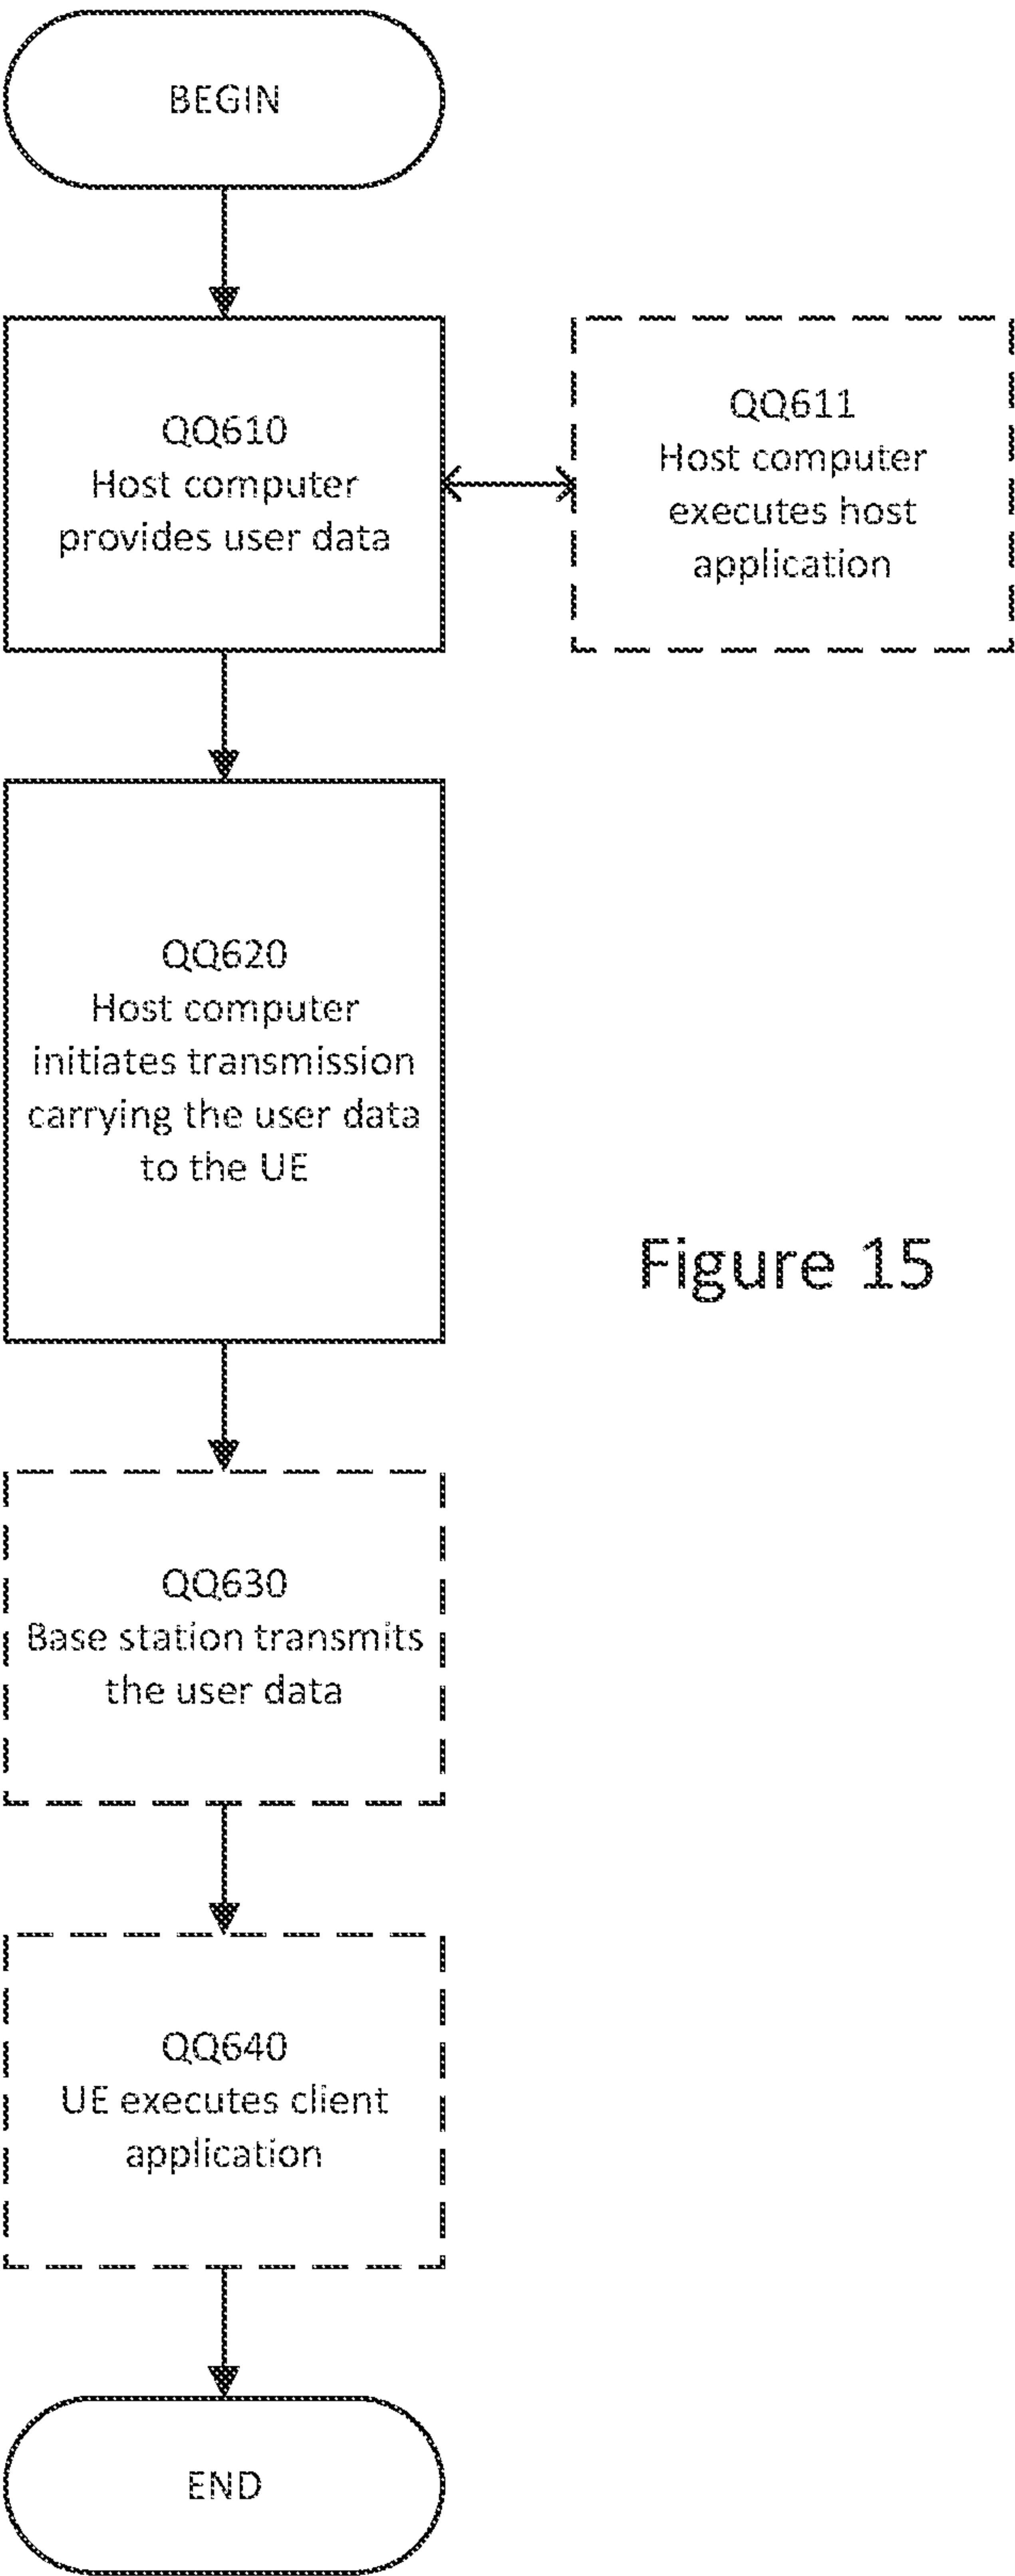 BEGIN
QQ610
Host computer
provides user data
QQ611
Host computer
executes host
application
QQ620
Host computer
initiates transmission
carrying the user data
to the UE
Figure 15
QQ630
Base station transmits
the user data
QQ640
UE executes client
application
END